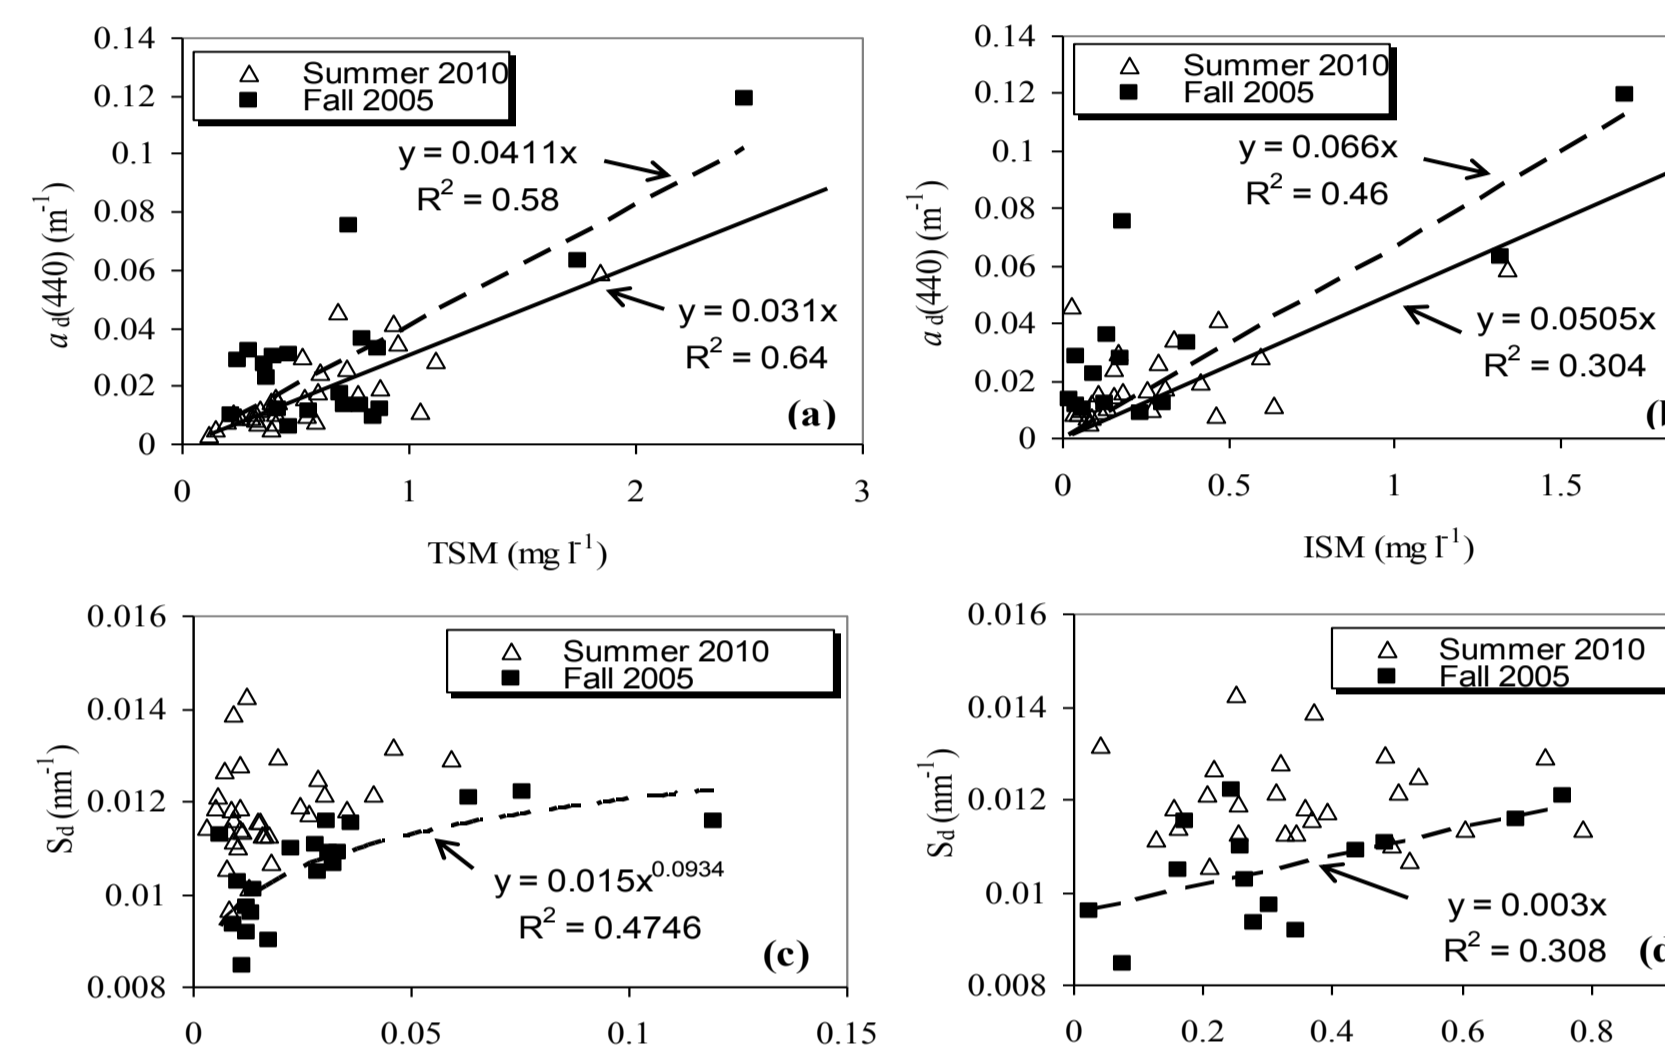 0.14
0.12
0.1
0.08
0.06
0.04
0.02
0
a d(440) (m-1)
Summer 2010
Fall 2005
y = 0.0411x
R2 = 0.58
y = 0.031x
R2 = 0.64
(a)
0 1 2 3
TSM (mg l-1)
0.14
0.12
0.1
0.08
0.06
0.04
0.02
0
a d(440) (m-1)
Summer 2010
Fall 2005
y = 0.066x
R2 = 0.46
y = 0.0505x
R2 = 0.304
0 0.5 1 1.5
ISM (mg l-1)
0.016
0.014
0.012
0.01
0.008
Sd (nm-1)
Summer 2010
Fall 2005
y = 0.015x0.0934
R2 = 0.4746
(c)
0 0.05 0.1 0.15
0.016
0.014
0.012
0.01
0.008
Sd (nm-1)
Summer 2010
Fall 2005
y = 0.003x
R2 = 0.308
(d
0 0.2 0.4 0.6 0.8